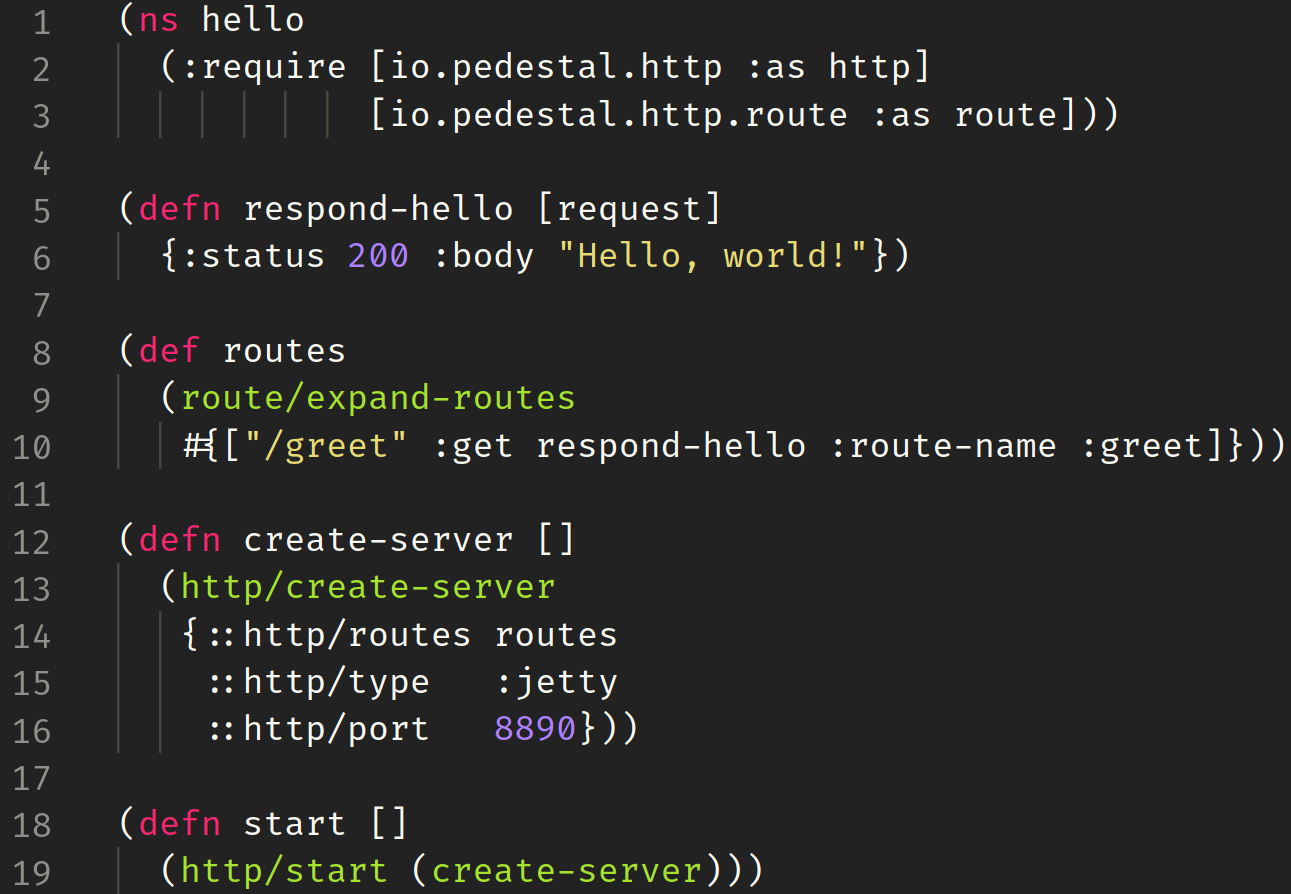 1 (ns hello
2   (:require [io.pedestal.http :as http]
3             [io.pedestal.http.route :as route]))
4
5 (defn respond-hello [request]
6   {:status 200 :body "Hello, world!"})
7
8 (def routes
9   (route/expand-routes
10    #{["/greet" :get respond-hello :route-name :greet]}))
11
12 (defn create-server []
13   (http/create-server
14    {::http/routes routes
15     ::http/type   :jetty
16     ::http/port   8890}))
17
18 (defn start []
19   (http/start (create-server)))